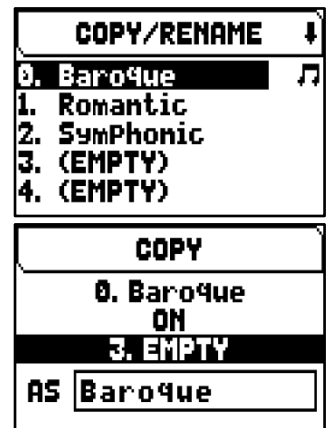 COPY/RENAME
0. Baroque
1. Romantic
2. Symphonic
3. (EMPTY)
4. (EMPTY)
COPY
0. Baroque
ON
3. EMPTY
AS Baroque